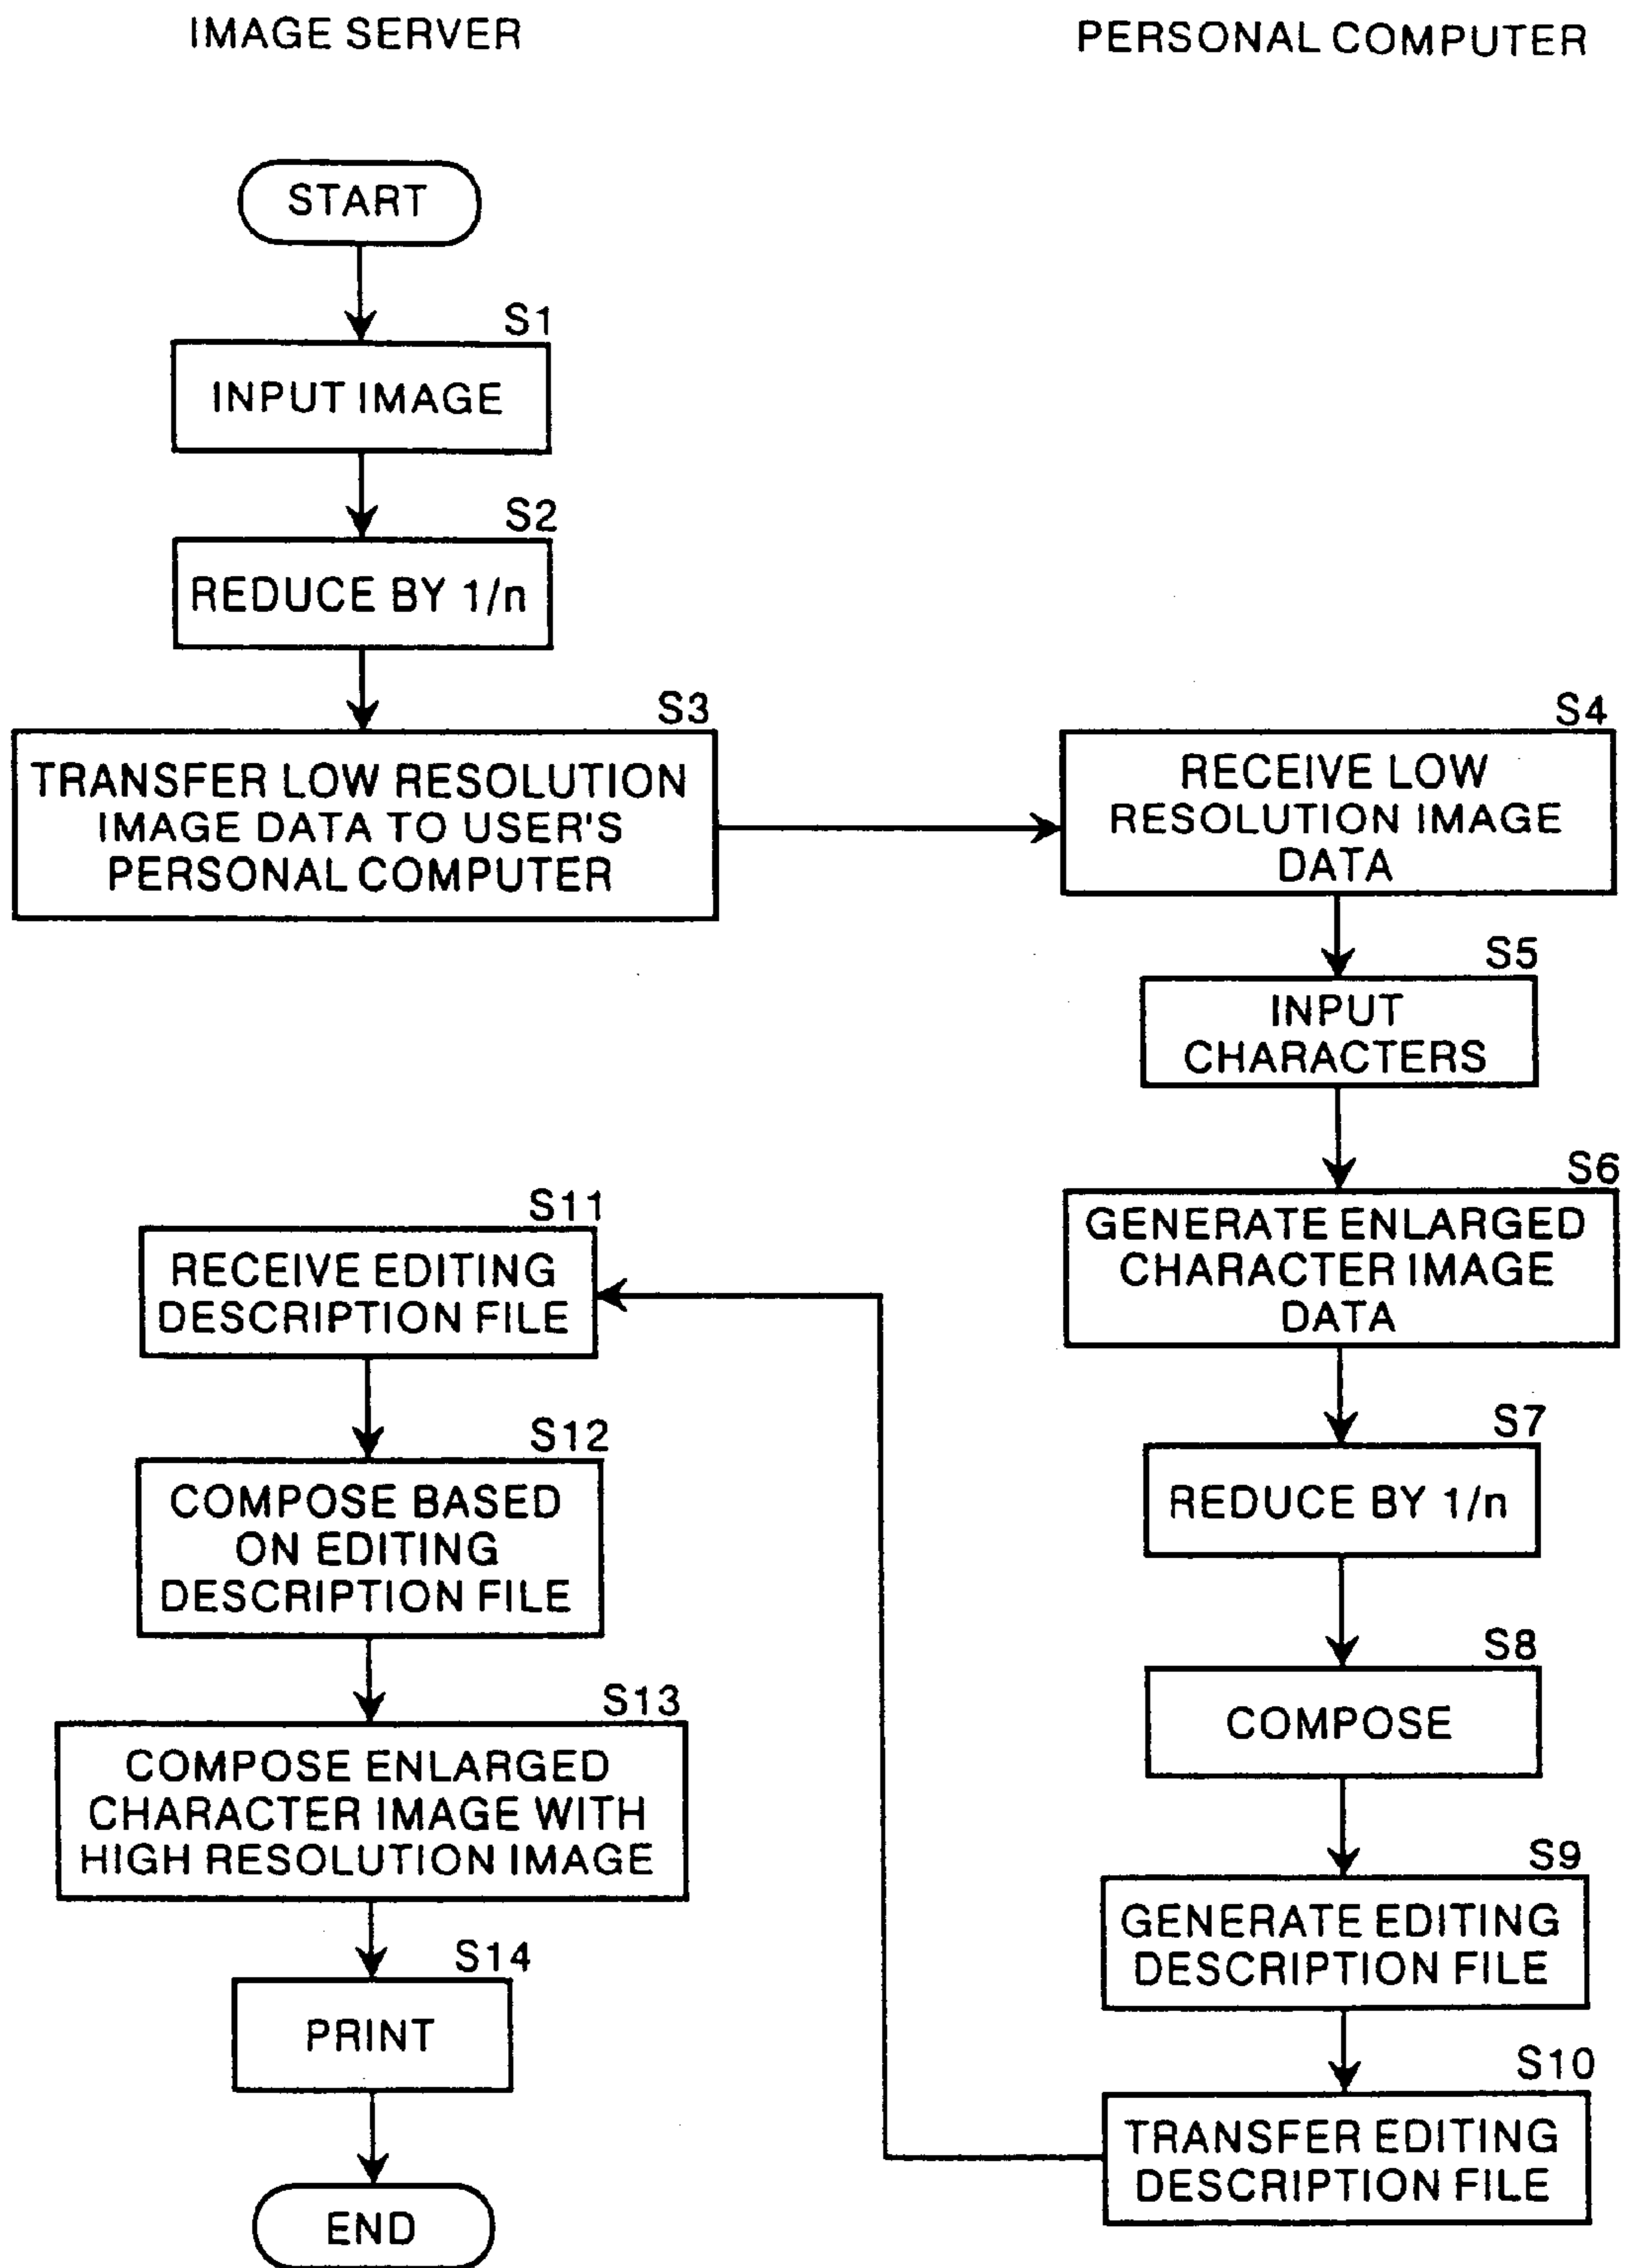 IMAGE SERVER
PERSONAL COMPUTER
START
S1
INPUT IMAGE
S2
REDUCE BY 1/n
S3
TRANSFER LOW RESOLUTION
IMAGE DATA TO USER'S
PERSONAL COMPUTER
S4
RECEIVE LOW
RESOLUTION IMAGE
DATA
S5
INPUT
CHARACTERS
S6
GENERATE ENLARGED
CHARACTER IMAGE
DATA
S7
REDUCE BY 1/n
S8
COMPOSE
S9
GENERATE EDITING
DESCRIPTION FILE
S10
TRANSFER EDITING
DESCRIPTION FILE
S11
RECEIVE EDITING
DESCRIPTION FILE
S12
COMPOSE BASED
ON EDITING
DESCRIPTION FILE
S13
COMPOSE ENLARGED
CHARACTER IMAGE WITH
HIGH RESOLUTION IMAGE
S14
PRINT
END